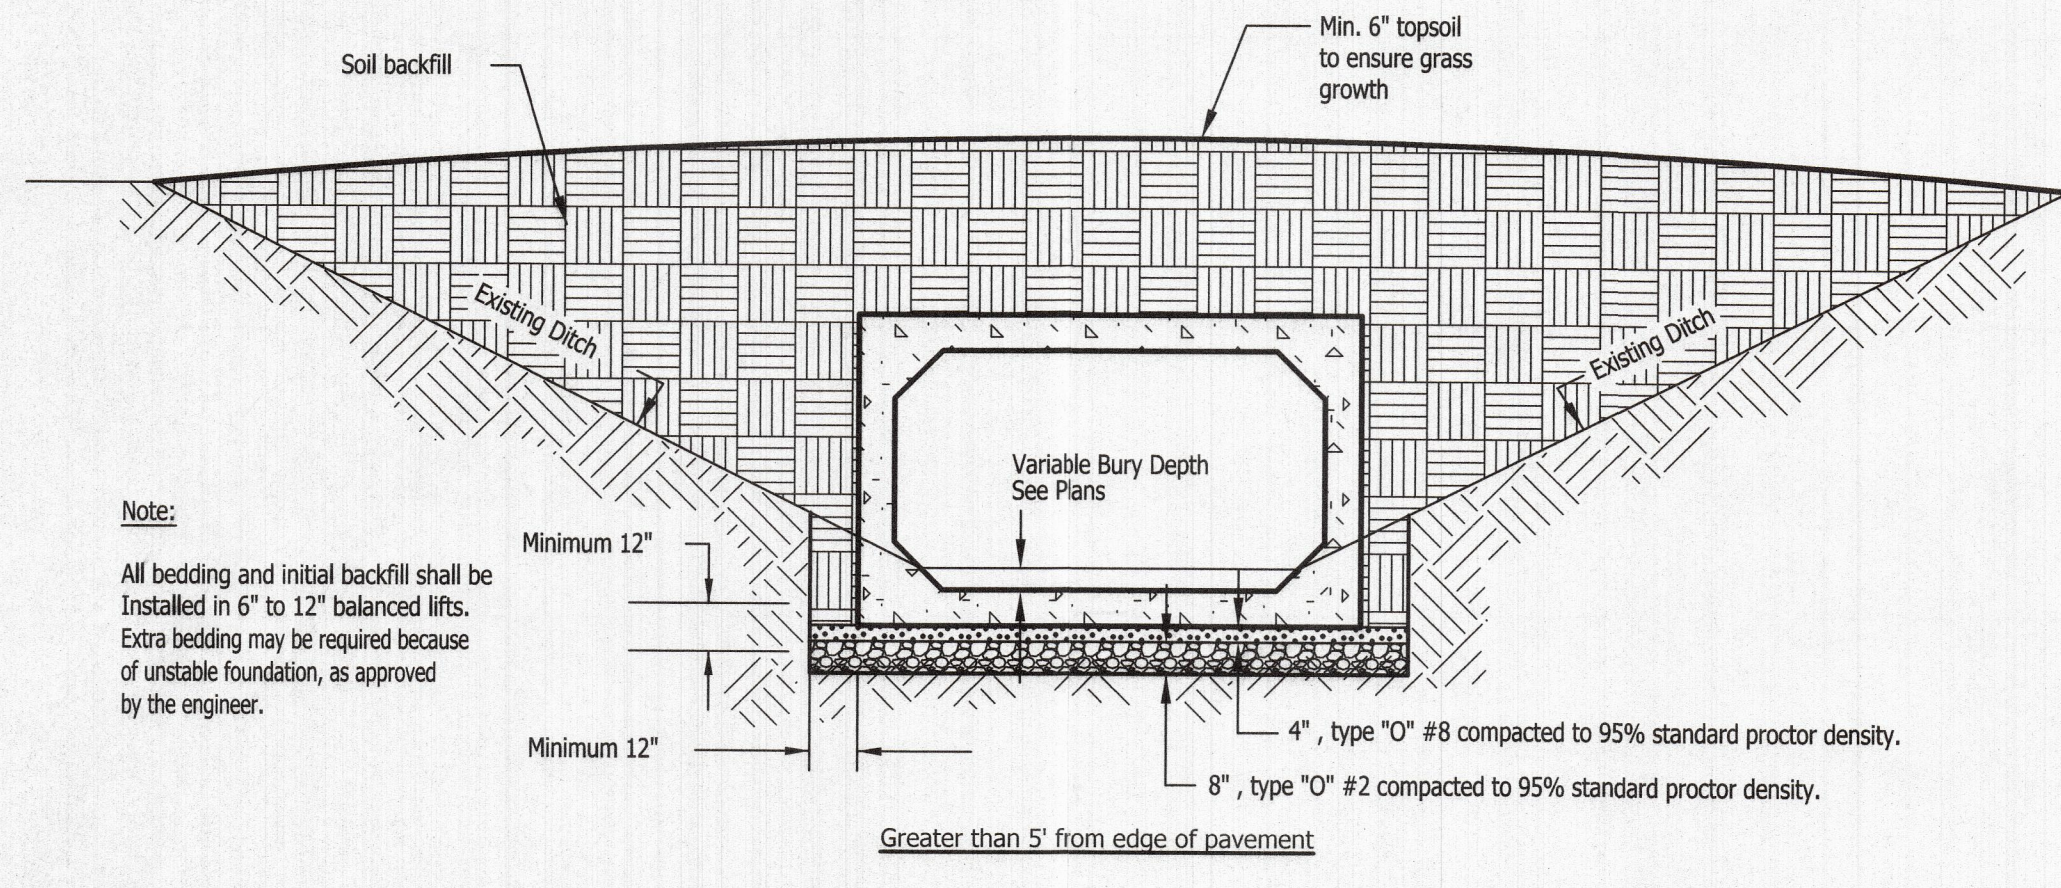 Min. 6" topsoil
to ensure grass
growth
Soil backfill
Existing Ditch
Existing Ditch
Variable Bury Depth
See Plans
Note:
All bedding and initial backfill shall be
Installed in 6" to 12" balanced lifts.
Extra bedding may be required because
of unstable foundation, as approved
by the engineer.
Minimum 12"
Minimum 12"
4" , type "O" #8 compacted to 95% standard proctor density.
8" , type "O" #2 compacted to 95% standard proctor density.
Greater than 5' from edge of pavement